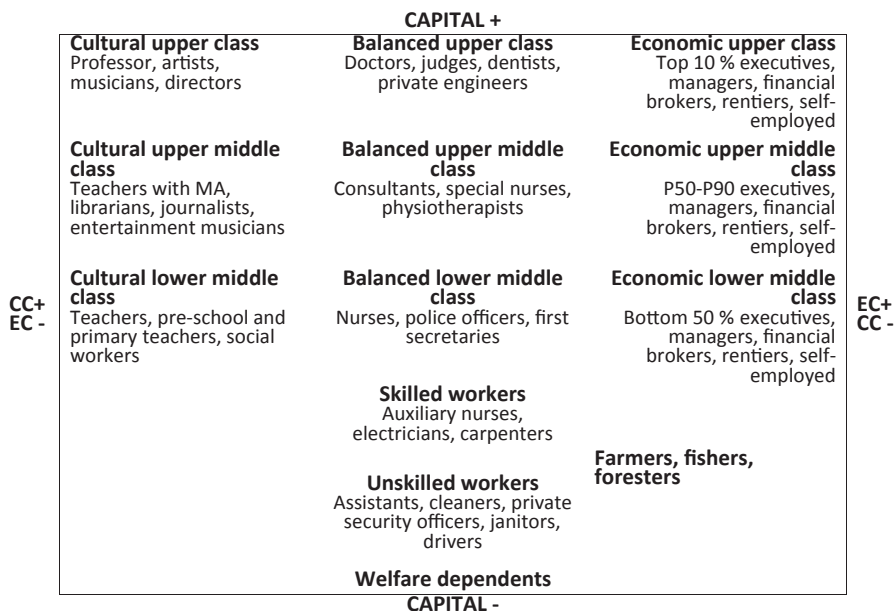 CAPITAL +
Cultural upper class
Professor, artists,
musicians, directors
Balanced upper class
Doctors, judges, dentists,
private engineers
Economic upper class
Top 10 % executives,
managers, financial
brokers, rentiers, self-
employed
Cultural upper middle
class
Teachers with MA,
librarians, journalists,
entertainment musicians
Balanced upper middle
class
Consultants, special nurses,
physiotherapists
Economic upper middle
class
P50-P90 executives,
managers, financial
brokers, rentiers, self-
employed
CC+
EC -
Cultural lower middle
class
Teachers, pre-school and
primary teachers, social
workers
Balanced lower middle
class
Nurses, police officers, first
secretaries
Economic lower middle
class
Bottom 50 % executives,
managers, financial
brokers, rentiers, self-
employed
EC+
CC -
Skilled workers
Auxiliary nurses,
electricians, carpenters
Farmers, fishers,
foresters
Unskilled workers
Assistants, cleaners, private
security officers, janitors,
drivers
Welfare dependents
CAPITAL -